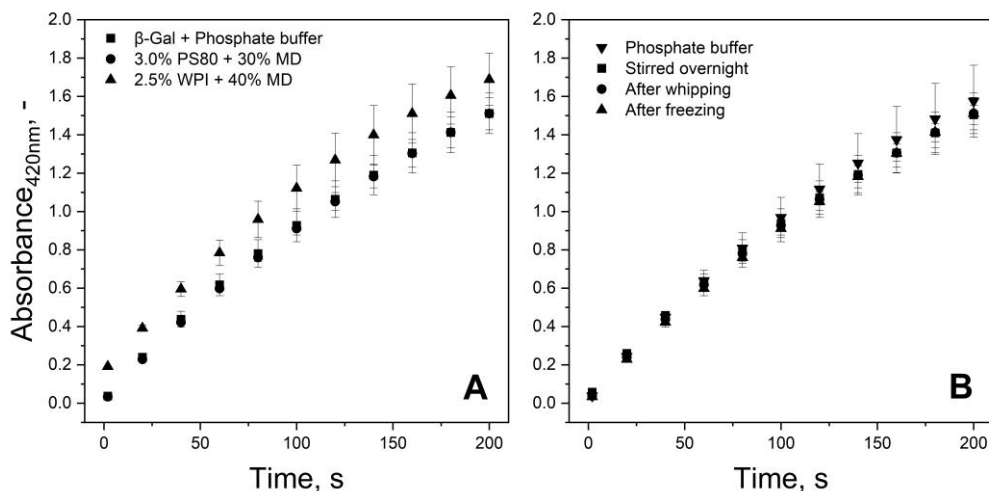 β-Gal + Phosphate buffer
3.0% PS80 + 30% MD
2.5% WPI + 40% MD
Absorbance420nm, -
2.0
1.8
1.6
1.4
1.2
1.0
0.8
0.6
0.4
0.2
0.0
0 50 100 150 200
Time, s
A
Phosphate buffer
Stirred overnight
After whipping
After freezing
2.0
1.8
1.6
1.4
1.2
1.0
0.8
0.6
0.4
0.2
0.0
0 50 100 150 200
Time, s
B